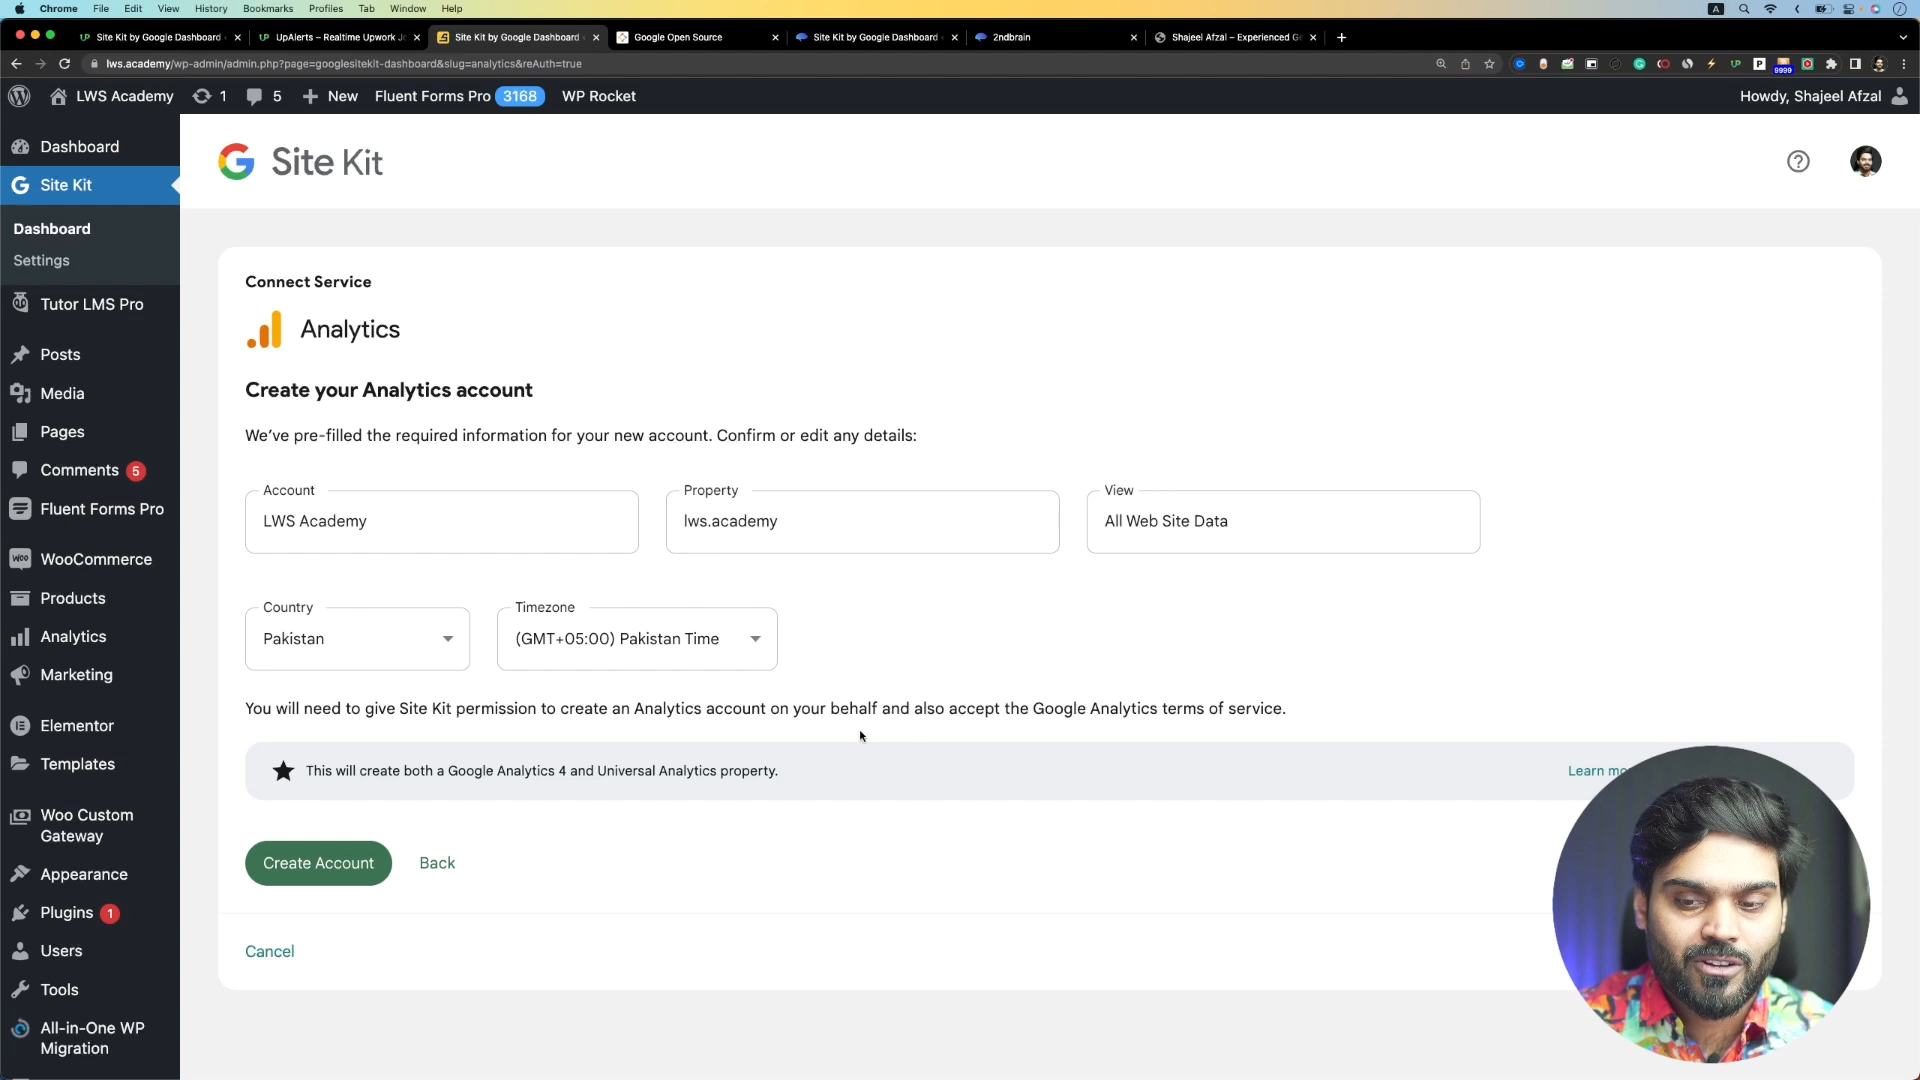 Chrome File Edit View History Bookmarks Profiles Tab Window Help
Site Kit by Google Dashboard
UpAlerts – Realtime Upwork Jo
Site Kit by Google Dashboard
Google Open Source
Site Kit by Google Dashboard
2ndbrain
Shajeel Afzal – Experienced Ge
lws.academy/wp-admin/admin.php?page=googlesitekit-dashboard&slug=analytics&reAuth=true
9999
LWS Academy 1 5 New Fluent Forms Pro 3168 WP Rocket
Howdy, Shajeel Afzal
Dashboard
Site Kit
Dashboard
Settings
Tutor LMS Pro
Posts
Media
Pages
Comments 5
Fluent Forms Pro
WooCommerce
Products
Analytics
Marketing
Elementor
Templates
Woo Custom
Gateway
Appearance
Plugins 1
Users
Tools
All-in-One WP
Migration
Site Kit
Connect Service
Analytics
Create your Analytics account
We've pre-filled the required information for your new account. Confirm or edit any details:
Account
LWS Academy
Property
lws.academy
View
All Web Site Data
Country
Pakistan
Timezone
(GMT+05:00) Pakistan Time
You will need to give Site Kit permission to create an Analytics account on your behalf and also accept the Google Analytics terms of service.
This will create both a Google Analytics 4 and Universal Analytics property.
Learn mo
Create Account
Back
Cancel